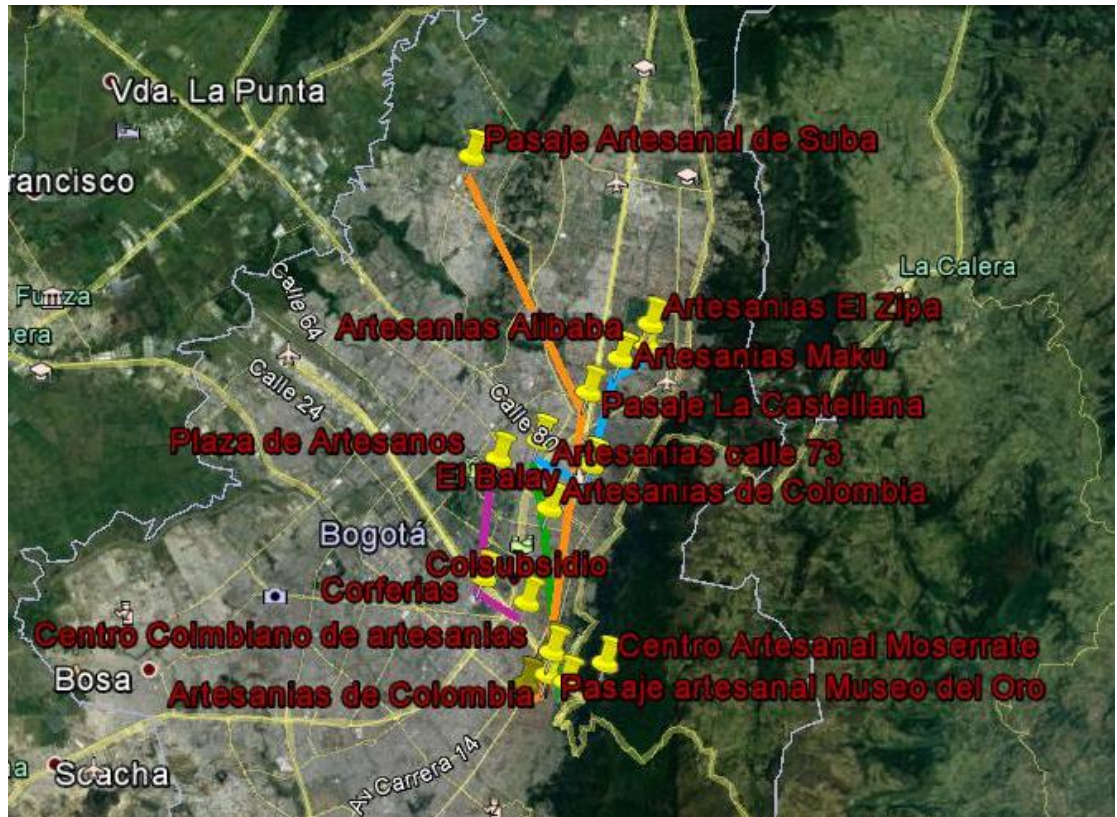 Vda. La Punta
Pasaje Artesanal de Suba
rancisco
La Calera
Funza
era
Calle 64
Artesanias El Zipa
Artesanias Alibaba
Artesanias Maku
Calle 24
Calle 80
Pasaje La Castellana
Plaza de Artesanos
Artesanias calle 73
El Balay
Artesanias de Colombia
Bogotá
Colsubsidio
Corferias
Centro Colmbiano de artesanias
Centro Artesanal Moserrate
Bosa
Artesanias de Colombia
Pasaje artesanal Museo del Oro
Soacha
Av Carrera 14